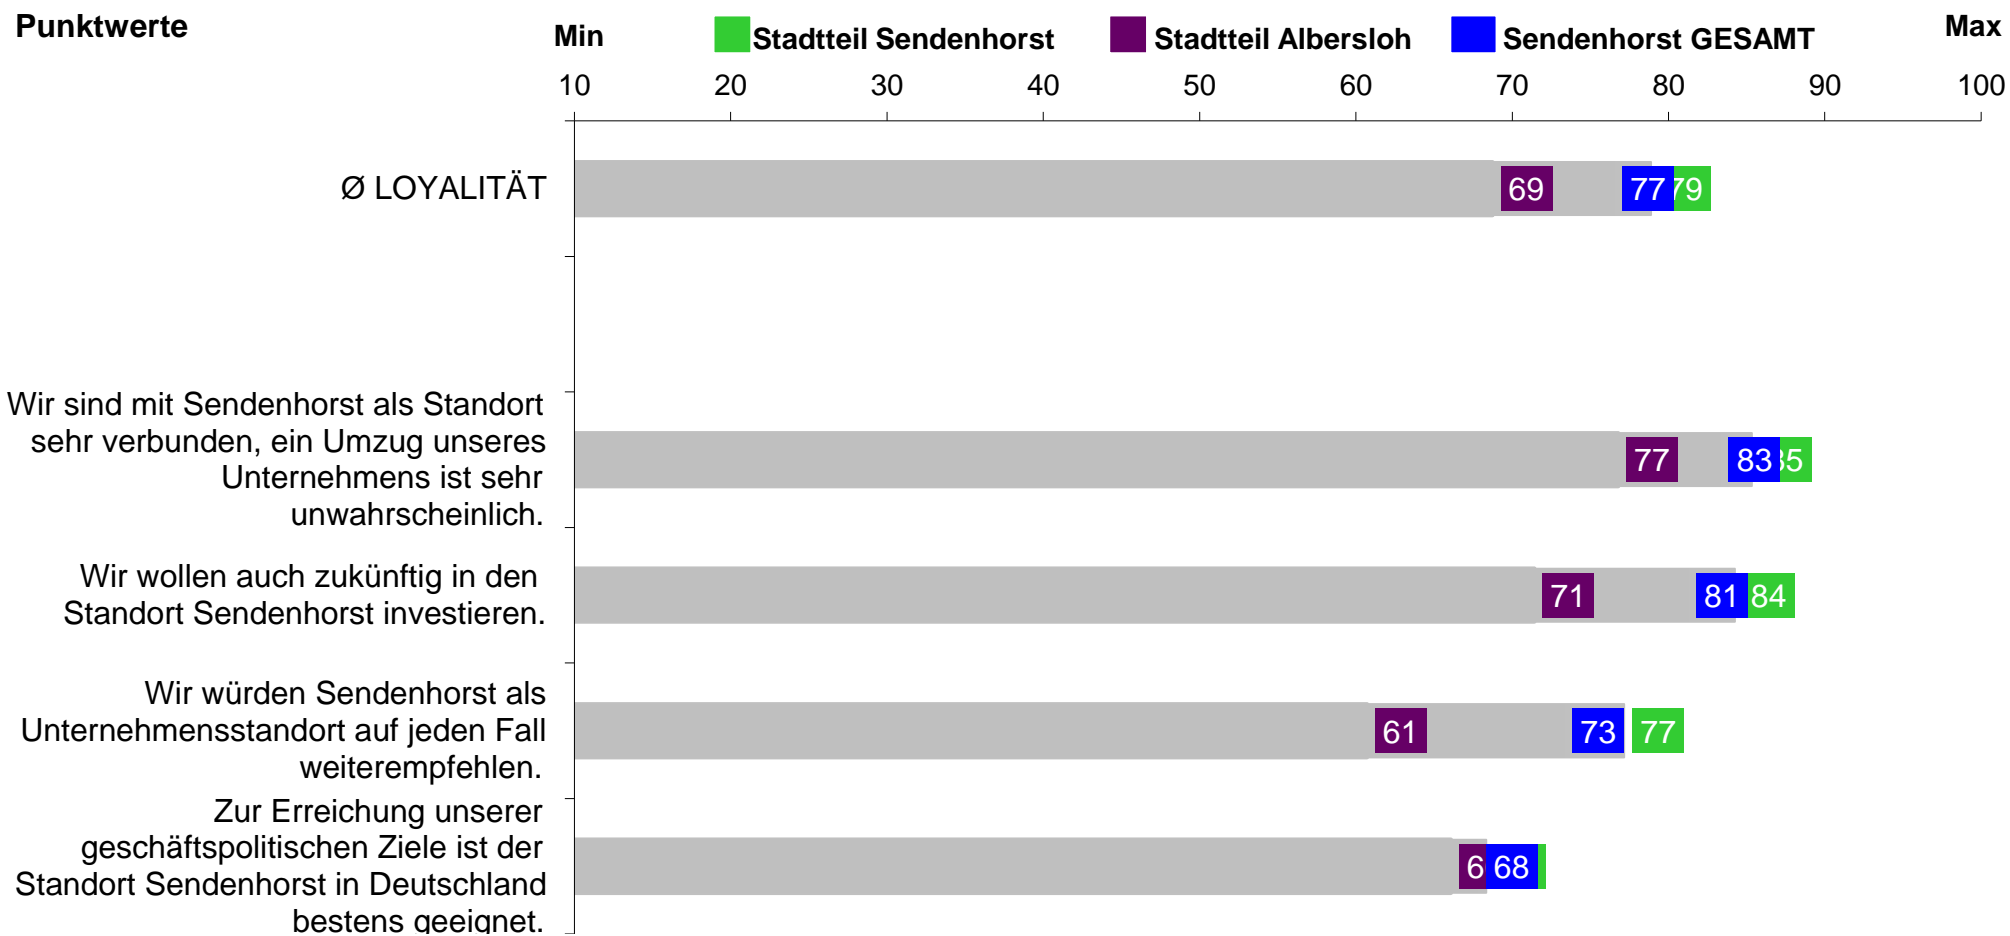 Punktwerte
Min
Stadtteil Sendenhorst
Stadtteil Albersloh
Sendenhorst GESAMT
Max
10 20 30 40 50 60 70 80 90 100
Ø LOYALITÄT
69 77 79
Wir sind mit Sendenhorst als Standort
sehr verbunden, ein Umzug unseres
Unternehmens ist sehr
unwahrscheinlich.
77 83 85
Wir wollen auch zukünftig in den
Standort Sendenhorst investieren.
71 81 84
Wir würden Sendenhorst als
Unternehmensstandort auf jeden Fall
weiterempfehlen.
61 73 77
Zur Erreichung unserer
geschäftspolitischen Ziele ist der
Standort Sendenhorst in Deutschland
bestens geeignet.
68